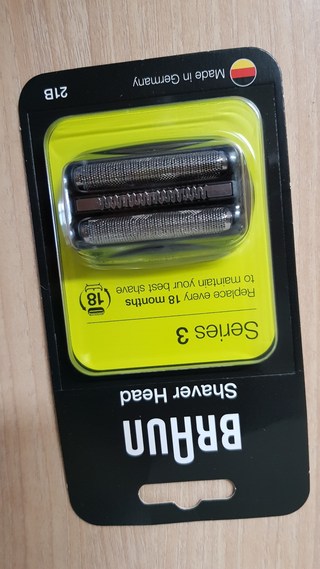 BRAUN
Shaver Head
Series 3
Replace every 18 months
to maintain your best shave
18
Made in Germany
21B